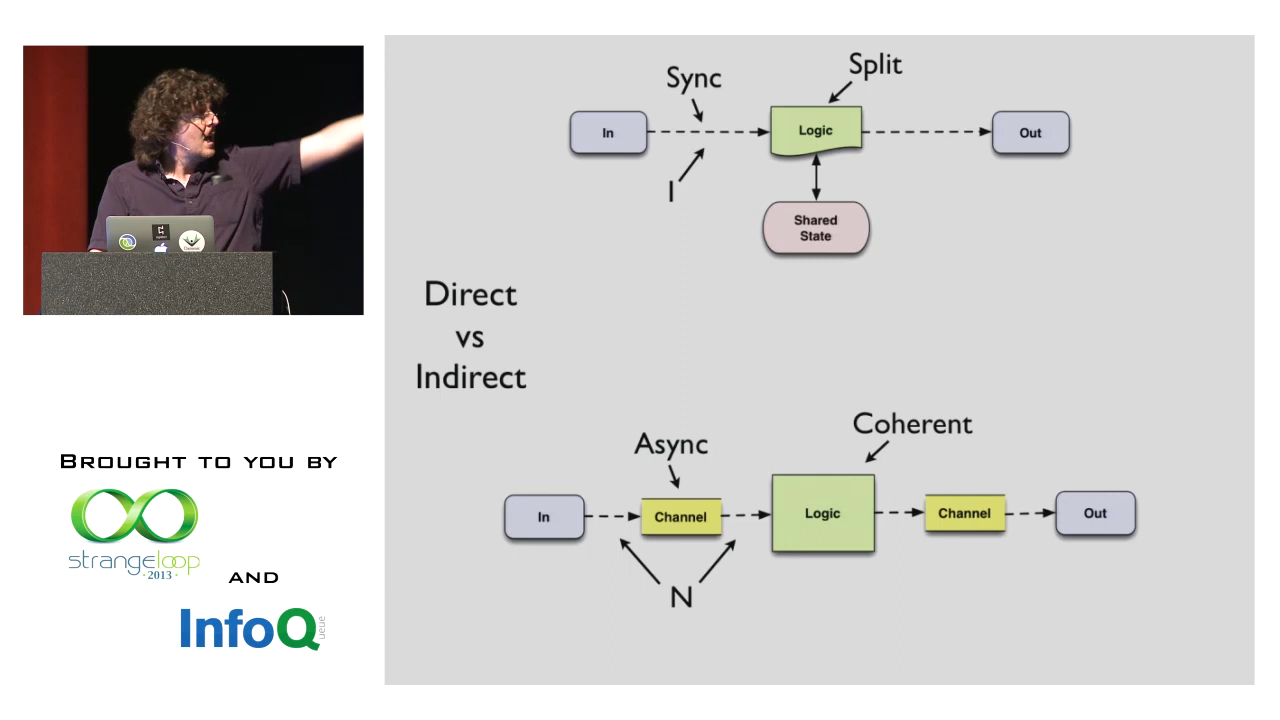 Sync
Split
In
Logic
Out
I
Shared
State
Direct
vs
Indirect
Async
Coherent
In
Channel
Logic
Channel
Out
N
BROUGHT TO YOU BY
strangeloop
·2013·
AND
InfoQ
ueue